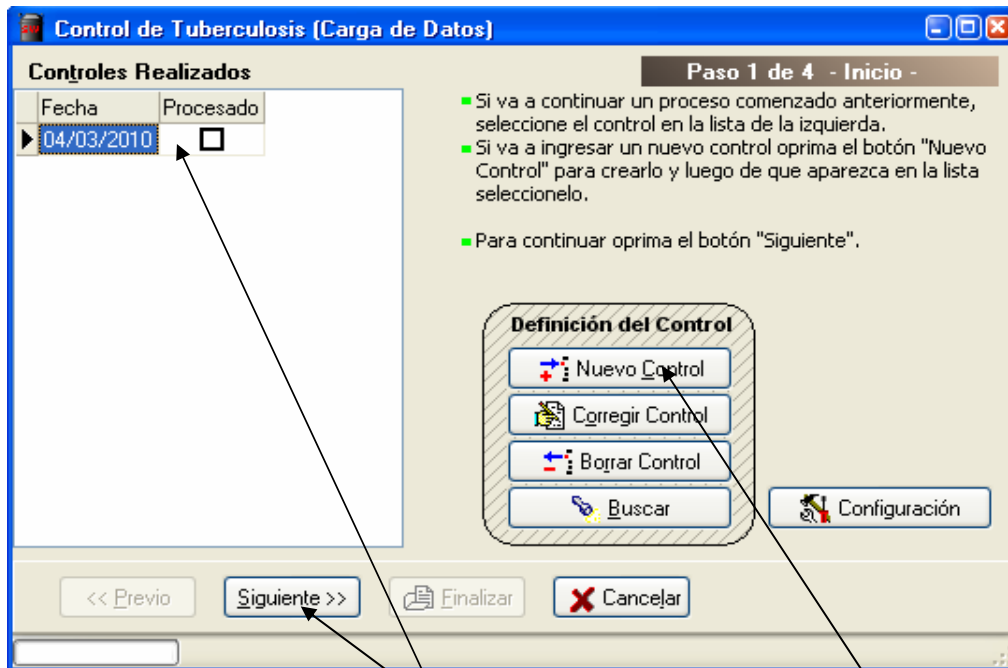 Control de Tuberculosis (Carga de Datos)
Controles Realizados
Fecha Procesado
04/03/2010
Paso 1 de 4 - Inicio -
Si va a continuar un proceso comenzado anteriormente,
seleccione el control en la lista de la izquierda.
Si va a ingresar un nuevo control oprima el botón "Nuevo
Control" para crearlo y luego de que aparezca en la lista
seleccionelo.
Para continuar oprima el botón "Siguiente".
Definición del Control
Nuevo Control
Corregir Control
Borrar Control
Buscar
Configuración
<< Previo
Siguiente >>
Finalizar
Cancelar